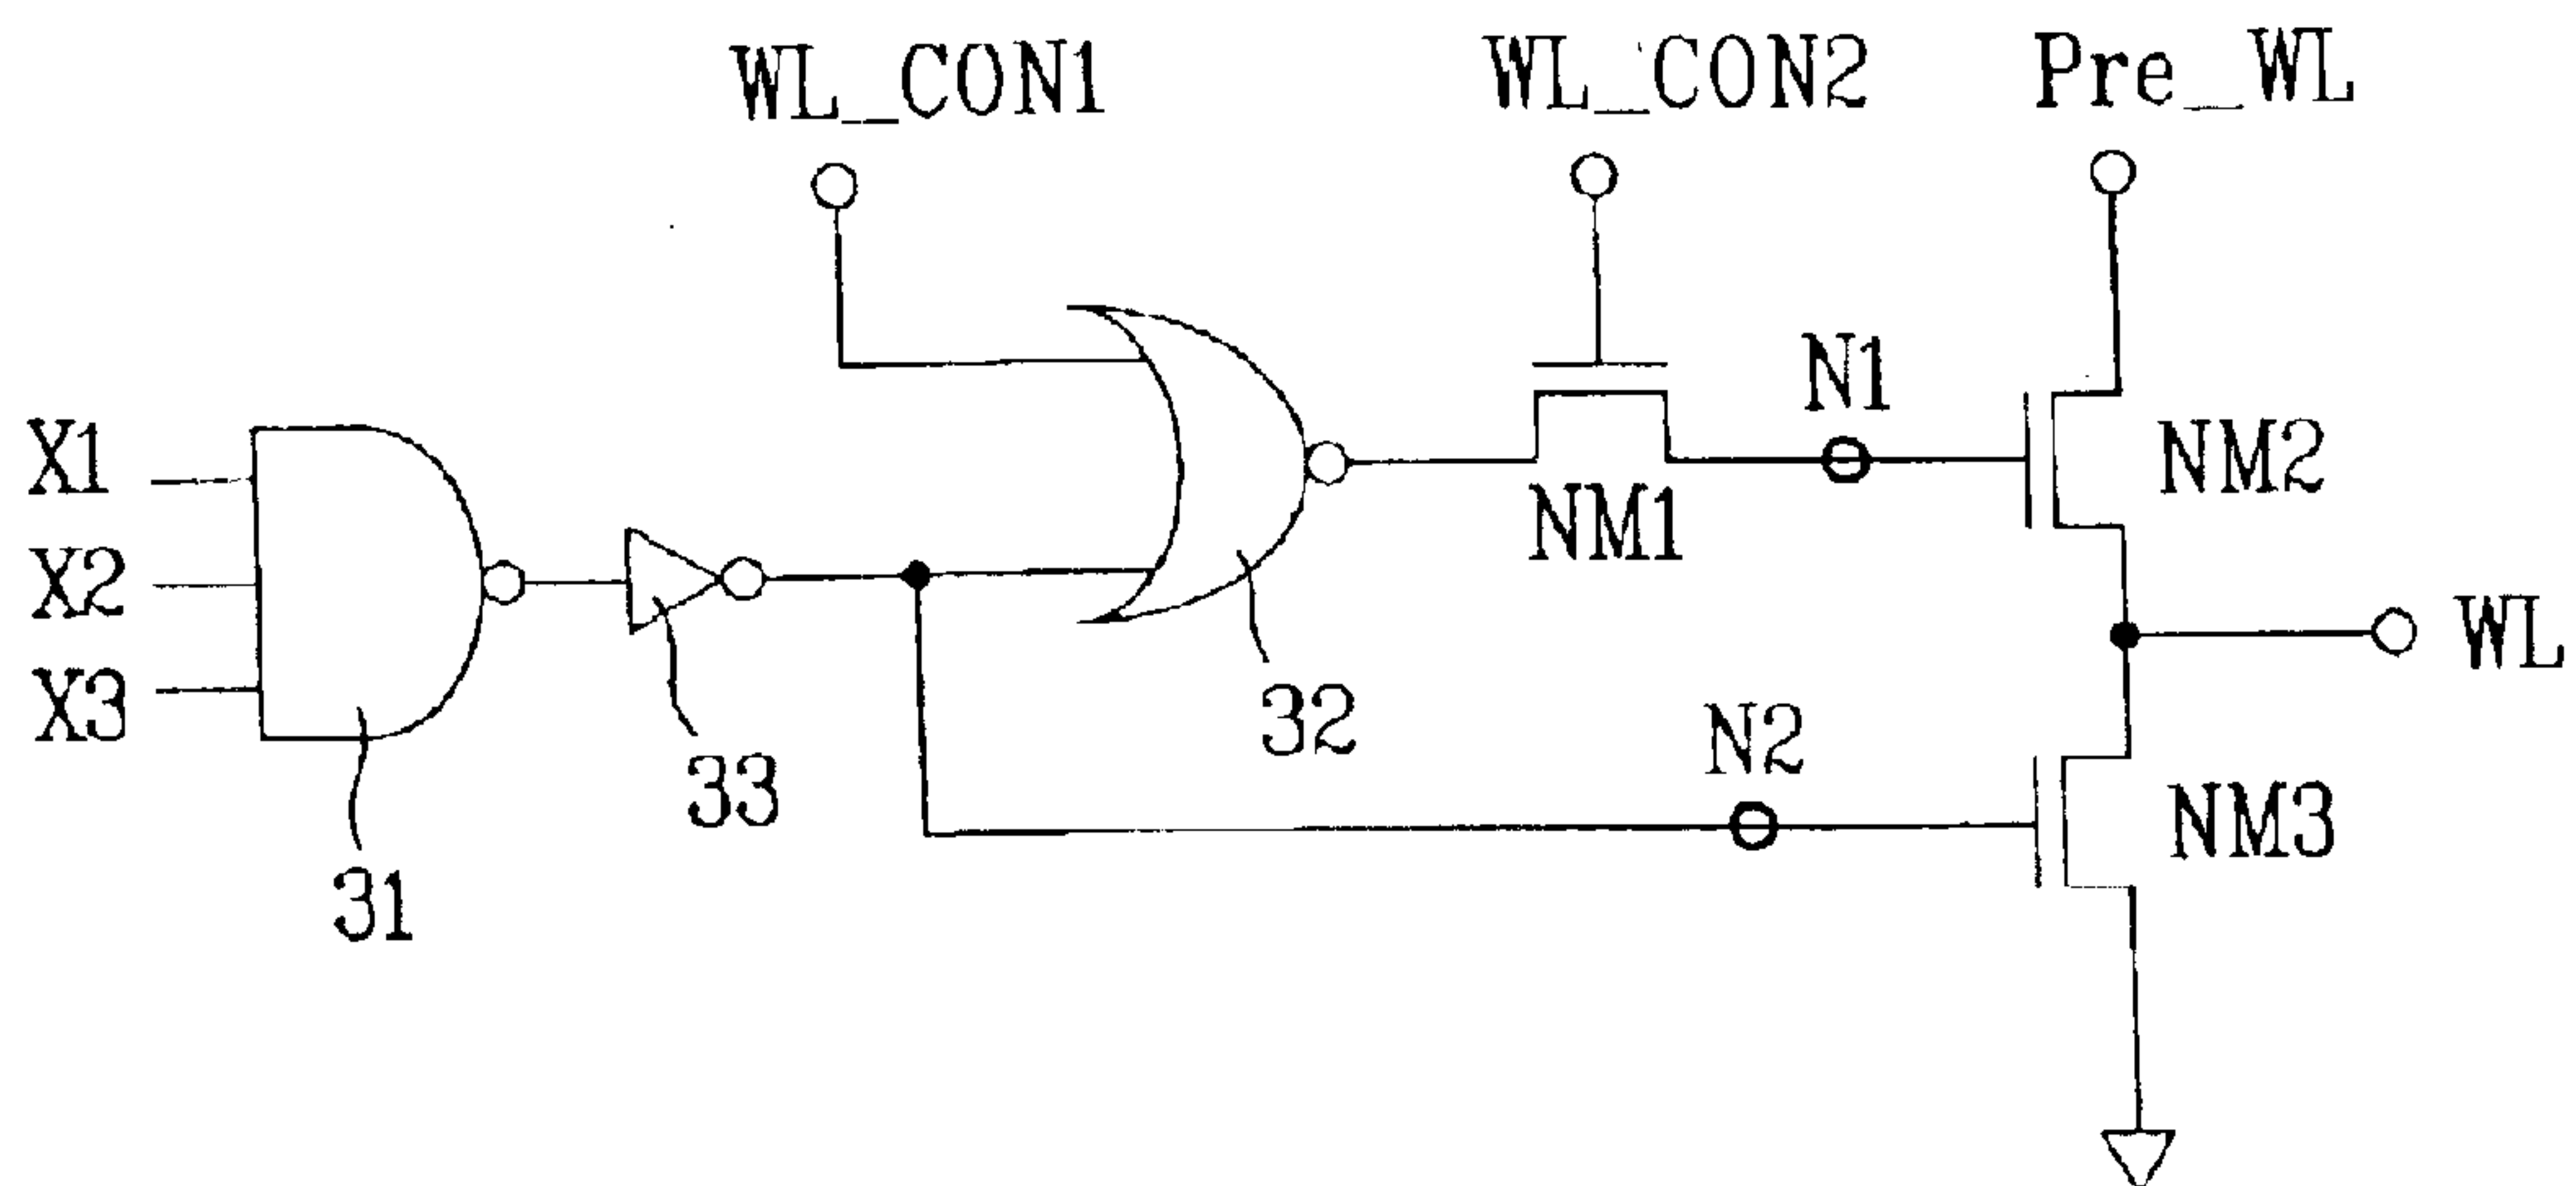 WL_CON1
WL_CON2
Pre_WL
N1
X1
NM2
NM1
X2
WL
X3
32
N2
33
NM3
31